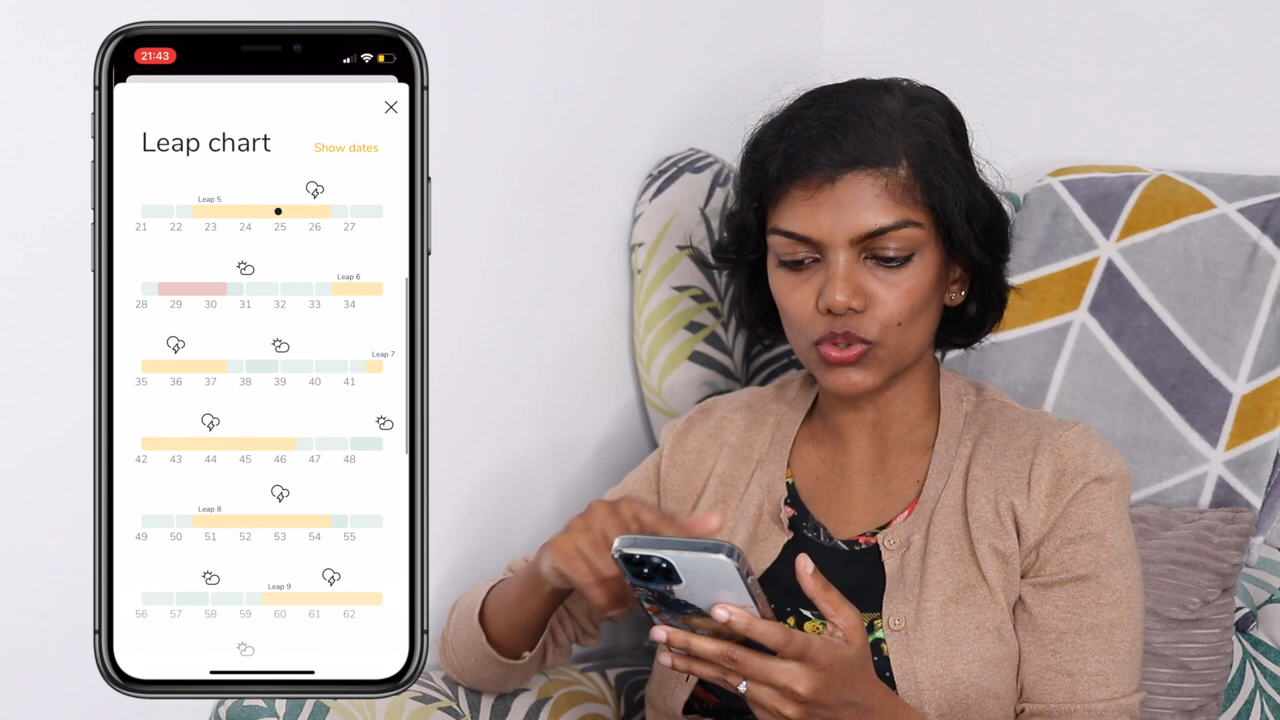 21:43
Leap chart
Show dates
Leap 5
21 22 23 24 25 26 27
Leap 6
28 29 30 31 32 33 34
Leap 7
35 36 37 38 39 40 41
42 43 44 45 46 47 48
Leap 8
49 50 51 52 53 54 55
Leap 9
56 57 58 59 60 61 62